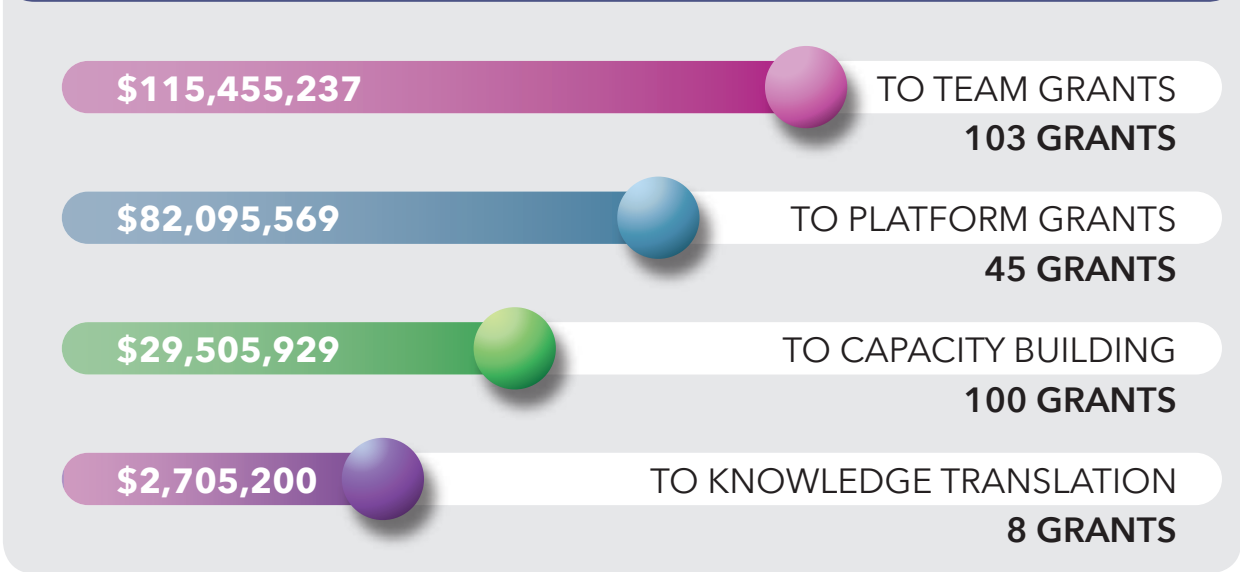 $115,455,237 TO TEAM GRANTS
103 GRANTS
$82,095,569 TO PLATFORM GRANTS
45 GRANTS
$29,505,929 TO CAPACITY BUILDING
100 GRANTS
$2,705,200 TO KNOWLEDGE TRANSLATION
8 GRANTS